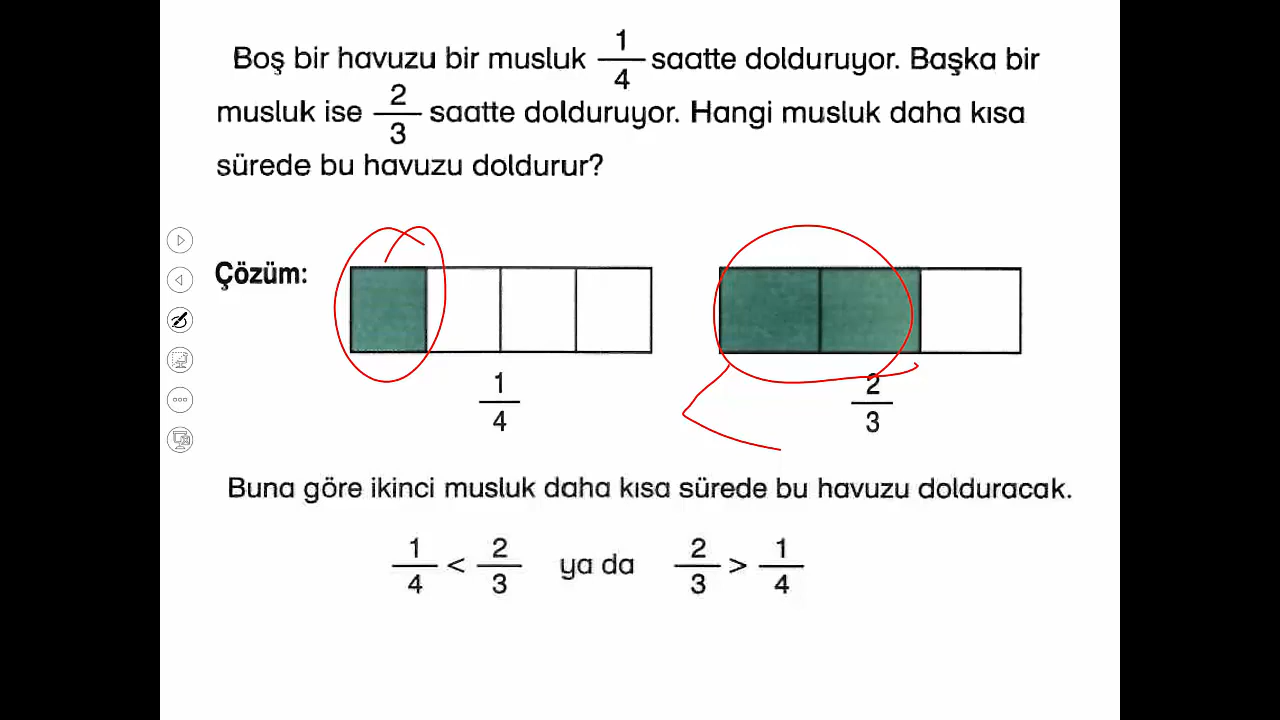 Boş bir havuzu bir musluk 1/4 saatte dolduruyor. Başka bir
musluk ise 2/3 saatte dolduruyor. Hangi musluk daha kısa
sürede bu havuzu doldurur?
Çözüm:
1/4 2/3
Buna göre ikinci musluk daha kısa sürede bu havuzu dolduracak.
1/4 < 2/3 ya da 2/3 > 1/4